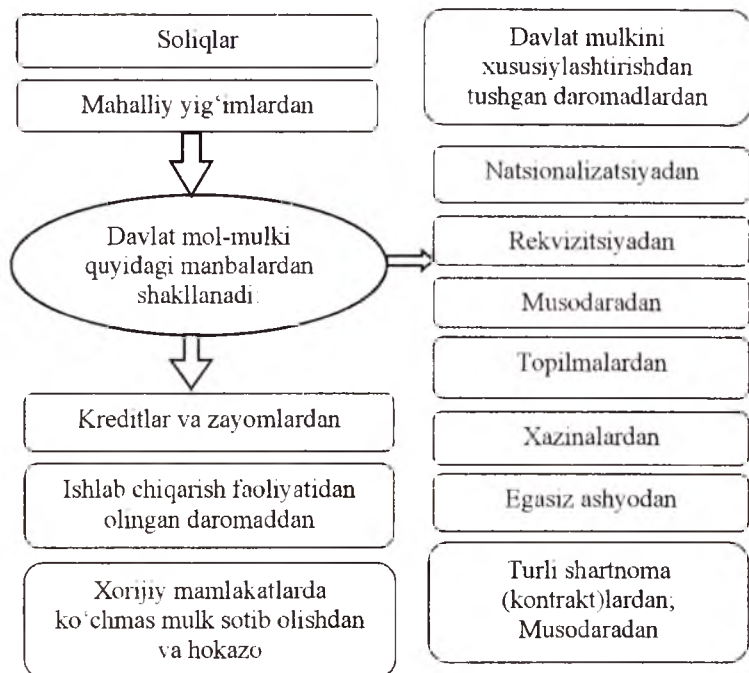 Soliqlar
Mahalliy yig‘imlardan
Davlat mol-mulki
quyidagi manbalardan
shakllanadi:
Kreditlar va zayomlardan
Ishlab chiqarish faoliyatidan
olingan daromaddan
Xorijiy mamlakatlarda
ko‘chmas mulk sotib olishdan
va hokazo
Davlat mulkini
xususiylashtirishdan
tushgan daromadlardan
Natsionalizatsiyadan
Rekvizitsiyadan
Musodaradan
Topilmalardan
Xazinalardan
Egasiz ashyodan
Turli shartnoma
(kontrakt)lardan;
Musodaradan